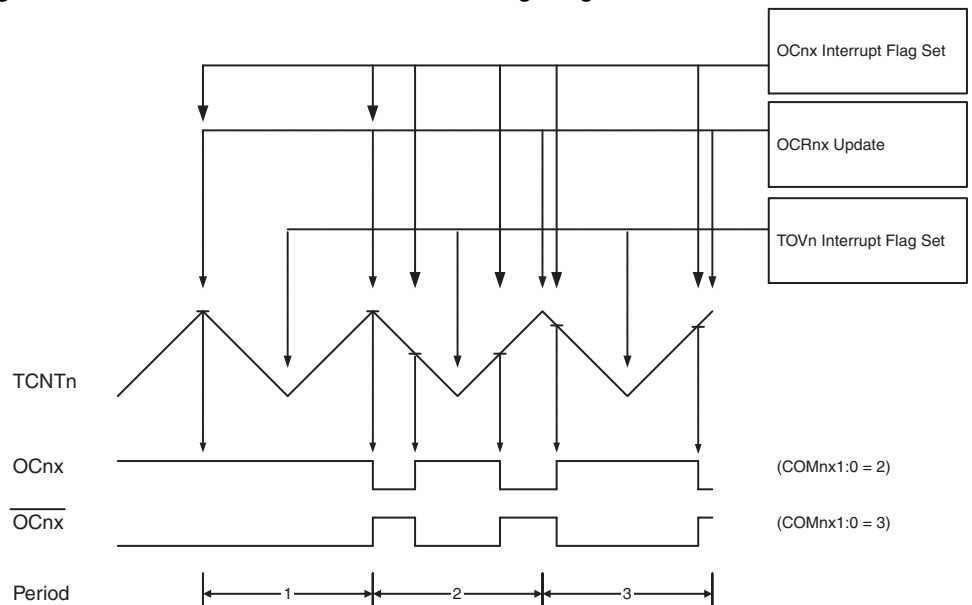 OCnx Interrupt Flag Set
OCRnx Update
TOVn Interrupt Flag Set
TCNTn
OCnx (COMnx1:0 = 2)
OCnx (COMnx1:0 = 3)
Period 1 2 3